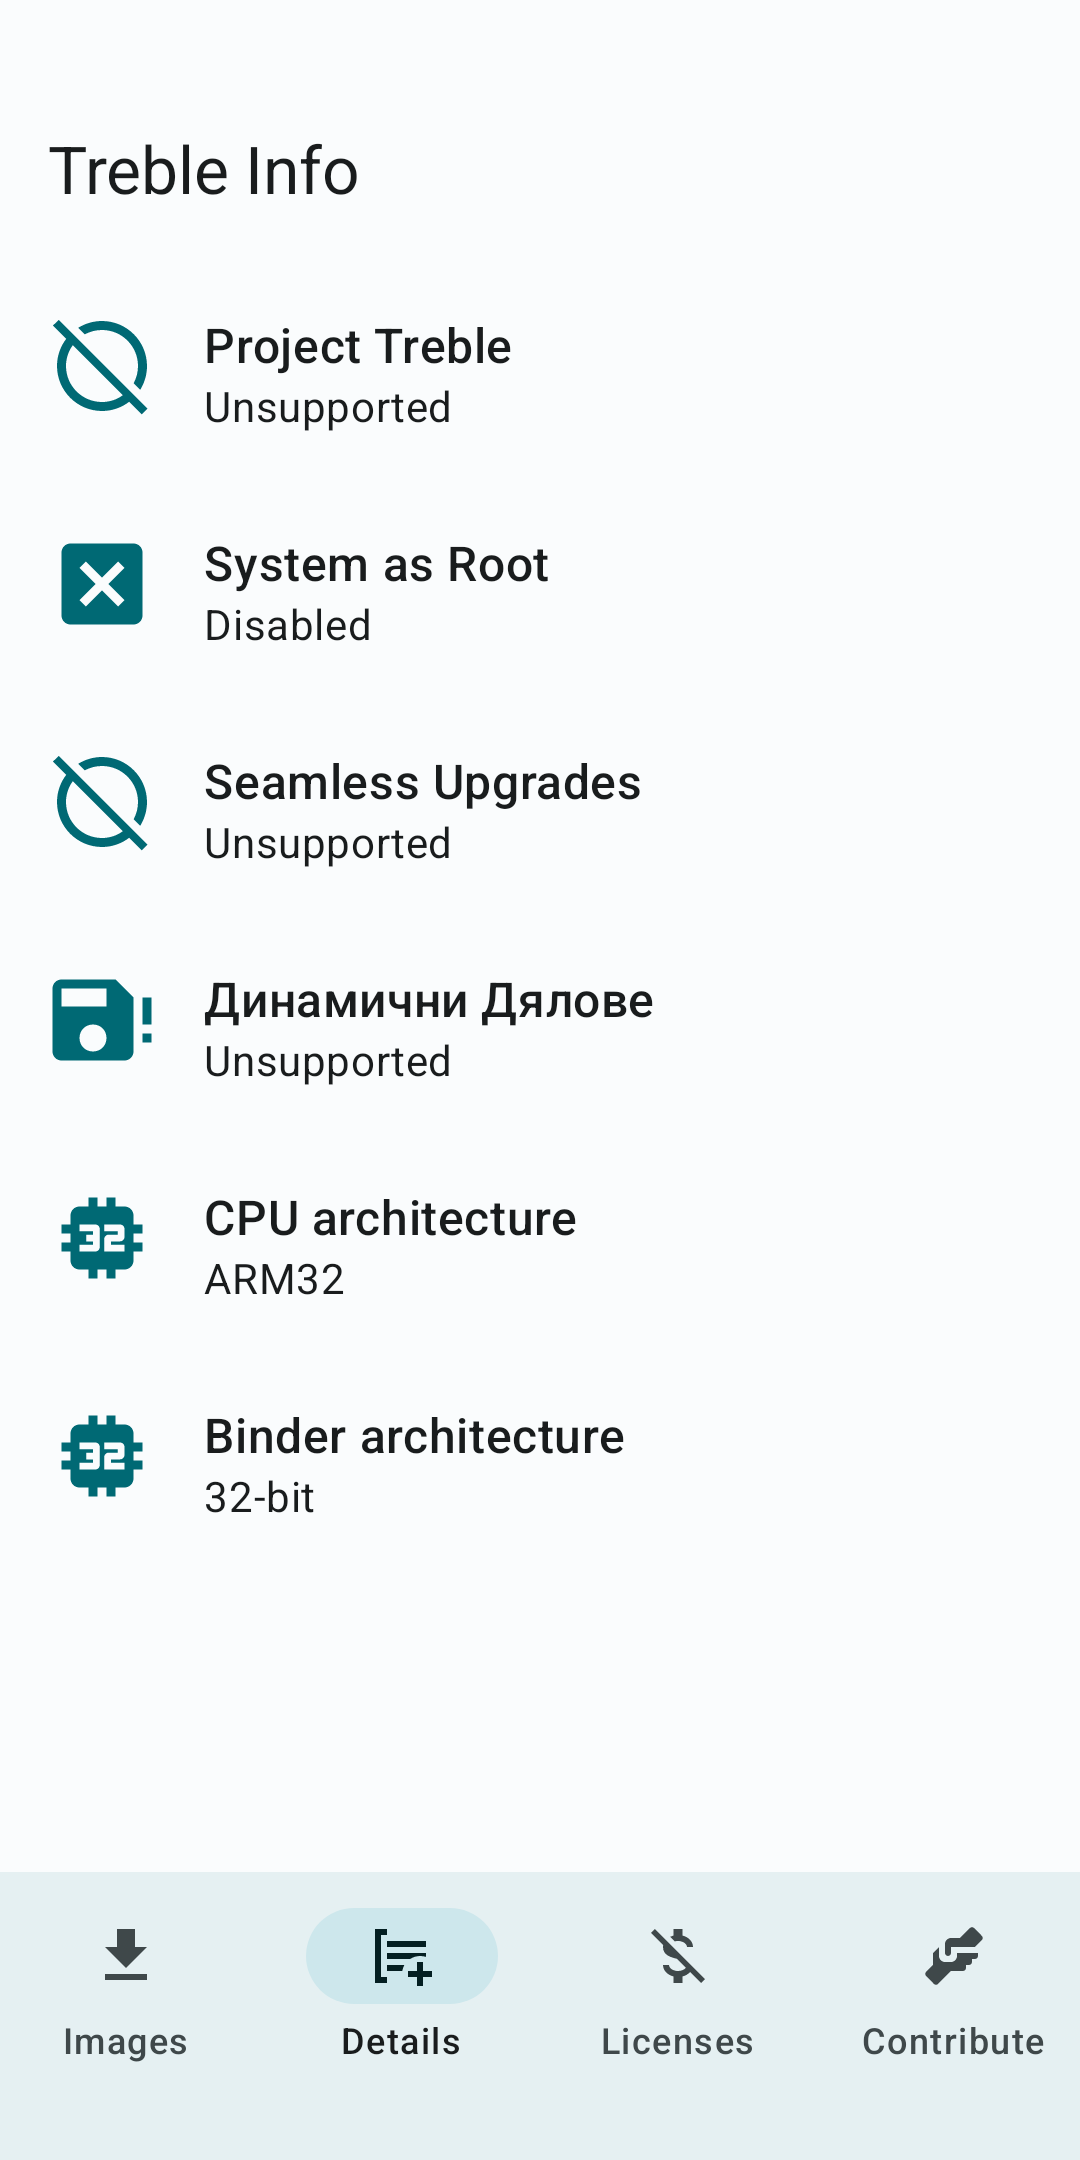 Treble Info
Project Treble
Unsupported
System as Root
Disabled
Seamless Upgrades
Unsupported
Динамични Дялове
Unsupported
32
CPU architecture
ARM32
32
Binder architecture
32-bit
Images
Details
Licenses
Contribute